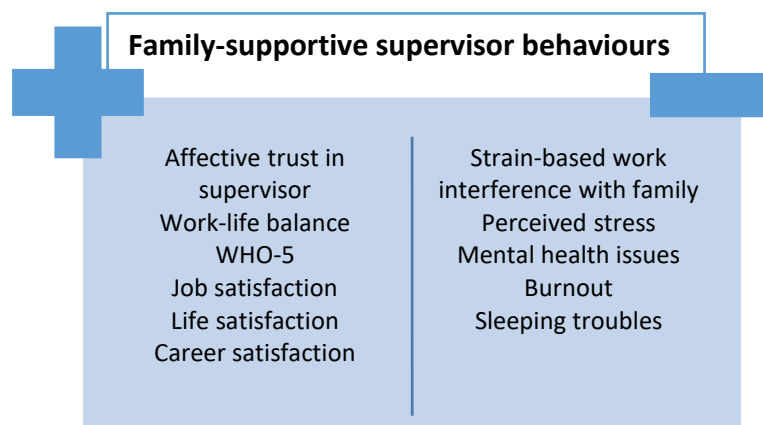 Family-supportive supervisor behaviours
Affective trust in
supervisor
Work-life balance
WHO-5
Job satisfaction
Life satisfaction
Career satisfaction
Strain-based work
interference with family
Perceived stress
Mental health issues
Burnout
Sleeping troubles